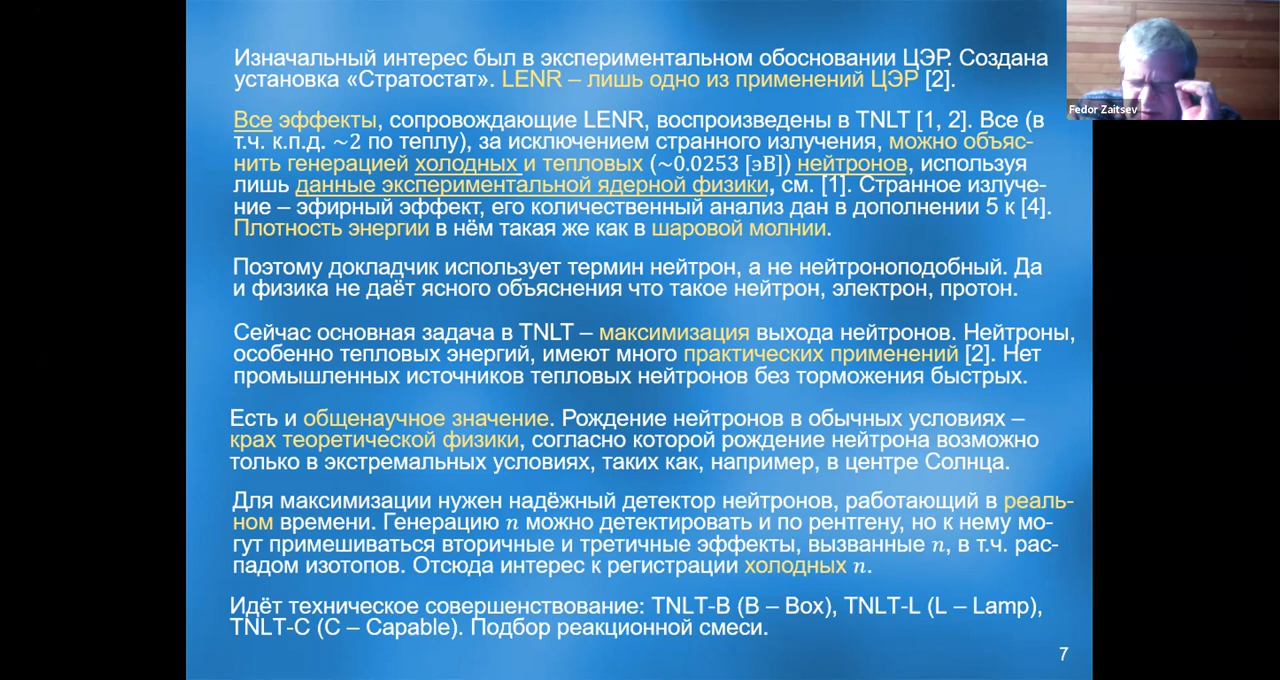 Изначальный интерес был в экспериментальном обосновании ЦЭР. Создана
установка «Стратостат». LENR – лишь одно из применений ЦЭР [2].
Все эффекты, сопровождающие LENR, воспроизведены в TNLT [1, 2]. Все (в
т.ч. к.п.д. ~2 по теплу), за исключением странного излучения, можно объяс-
нить генерацией холодных и тепловых (~0.0253 [эВ]) нейтронов, используя
лишь данные экспериментальной ядерной физики, см. [1]. Странное излуче-
ние – эфирный эффект, его количественный анализ дан в дополнении 5 к [4].
Плотность энергии в нём такая же как в шаровой молнии.
Поэтому докладчик использует термин нейтрон, а не нейтроноподобный. Да
и физика не даёт ясного объяснения что такое нейтрон, электрон, протон.
Сейчас основная задача в TNLT – максимизация выхода нейтронов. Нейтроны,
особенно тепловых энергий, имеют много практических применений [2]. Нет
промышленных источников тепловых нейтронов без торможения быстрых.
Есть и общенаучное значение. Рождение нейтронов в обычных условиях –
крах теоретической физики, согласно которой рождение нейтрона возможно
только в экстремальных условиях, таких как, например, в центре Солнца.
Для максимизации нужен надёжный детектор нейтронов, работающий в реаль-
ном времени. Генерацию n можно детектировать и по рентгену, но к нему мо-
гут примешиваться вторичные и третичные эффекты, вызванные n, в т.ч. рас-
падом изотопов. Отсюда интерес к регистрации холодных n.
Идёт техническое совершенствование: TNLT-B (B – Box), TNLT-L (L – Lamp),
TNLT-C (C – Capable). Подбор реакционной смеси.
7
Fedor Zaitsev